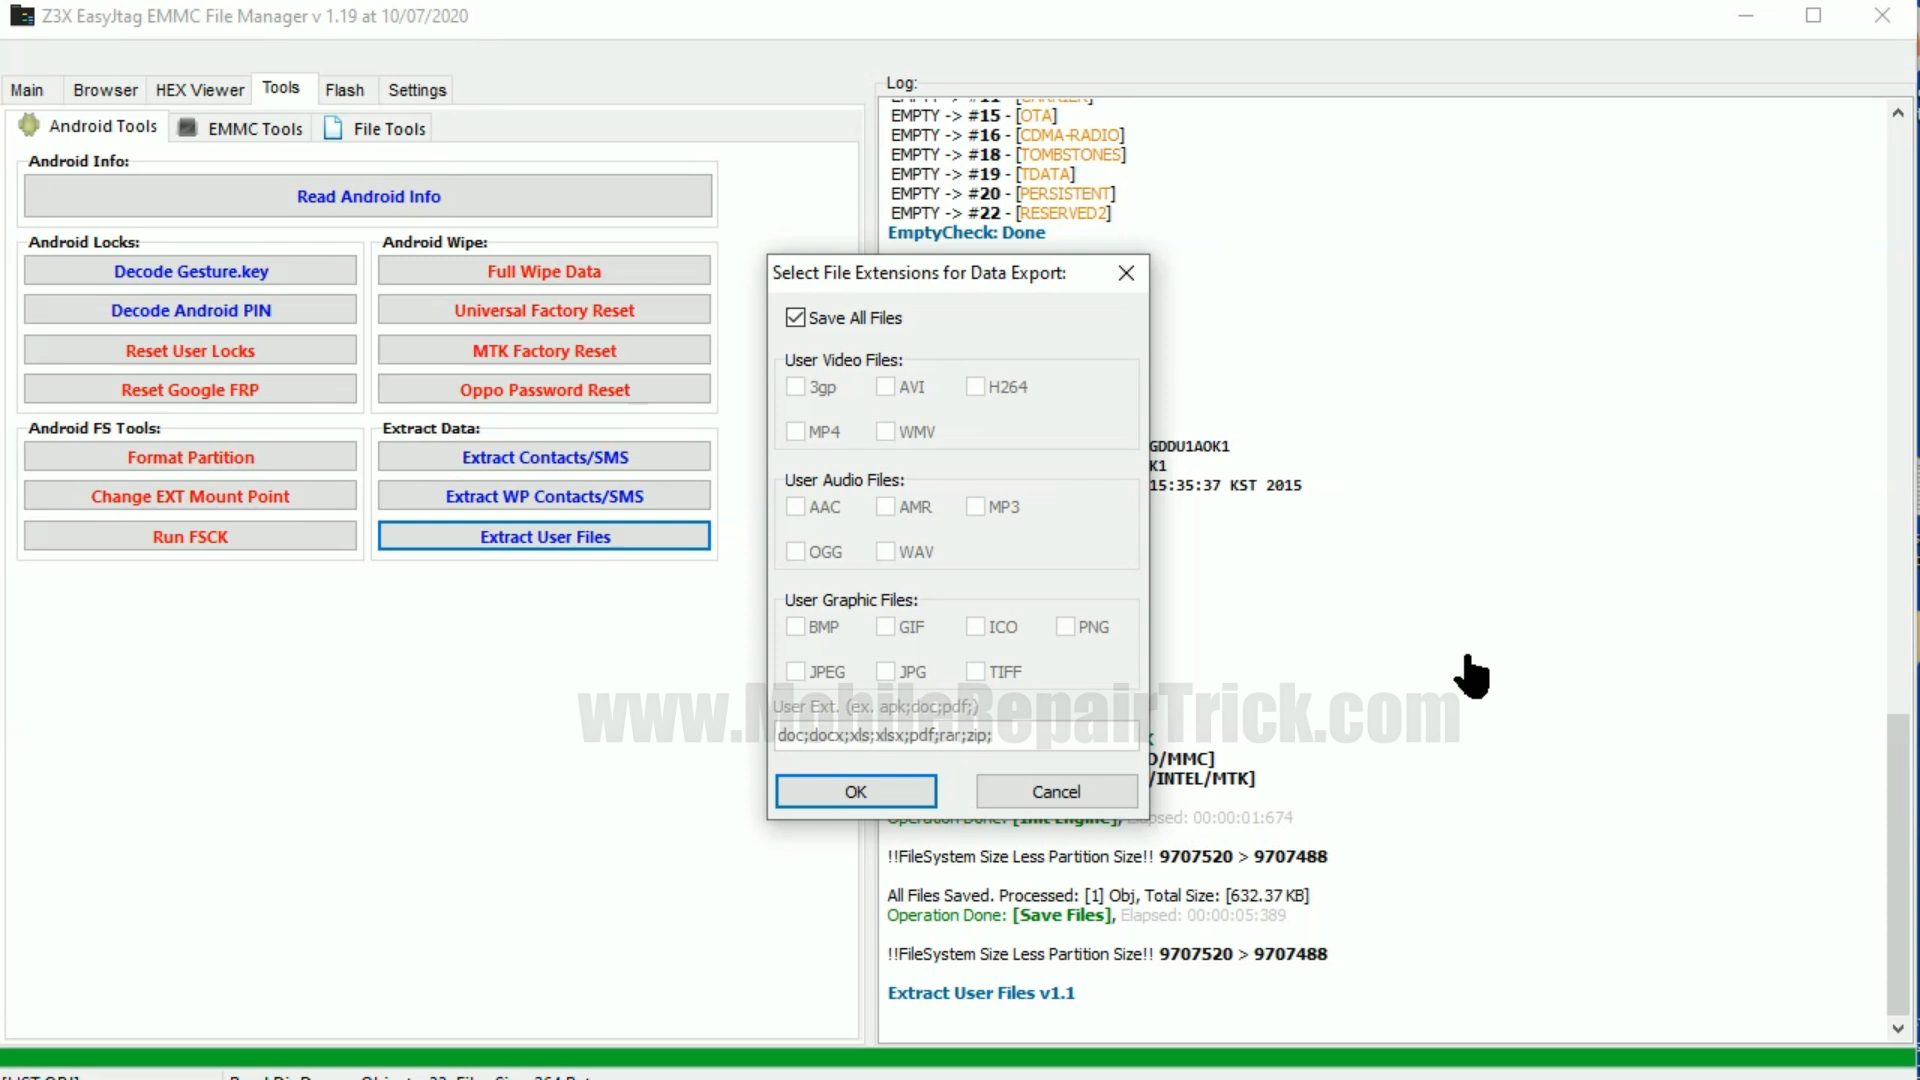 Z3X EasyJtag EMMC File Manager v 1.19 at 10/07/2020
Main Browser HEX Viewer Tools Flash Settings
Android Tools EMMC Tools File Tools
Android Info:
Read Android Info
Android Locks:
Decode Gesture.key
Decode Android PIN
Reset User Locks
Reset Google FRP
Android Wipe:
Full Wipe Data
Universal Factory Reset
MTK Factory Reset
Oppo Password Reset
Android FS Tools:
Format Partition
Change EXT Mount Point
Run FSCK
Extract Data:
Extract Contacts/SMS
Extract WP Contacts/SMS
Extract User Files
Select File Extensions for Data Export:
Save All Files
User Video Files:
3gp AVI H264
MP4 WMV
User Audio Files:
AAC AMR MP3
OGG WAV
User Graphic Files:
BMP GIF ICO PNG
JPEG JPG TIFF
User Ext. (ex. apk;doc;pdf;)
doc;docx;xls;xlsx;pdf;rar;zip;
OK Cancel
www.MobileRepairTrick.com
Log:
EMPTY -> #11 - [CARRIER]
EMPTY -> #15 - [OTA]
EMPTY -> #16 - [CDMA-RADIO]
EMPTY -> #18 - [TOMBSTONES]
EMPTY -> #19 - [TDATA]
EMPTY -> #20 - [PERSISTENT]
EMPTY -> #22 - [RESERVED2]
EmptyCheck: Done
GDDU1AOK1
K1
15:35:37 KST 2015
D/MMC]
/INTEL/MTK]
Operation Done: [Init Engine], Elapsed: 00:00:01:674
!!FileSystem Size Less Partition Size!! 9707520 > 9707488
All Files Saved. Processed: [1] Obj, Total Size: [632.37 KB]
Operation Done: [Save Files], Elapsed: 00:00:05:389
!!FileSystem Size Less Partition Size!! 9707520 > 9707488
Extract User Files v1.1